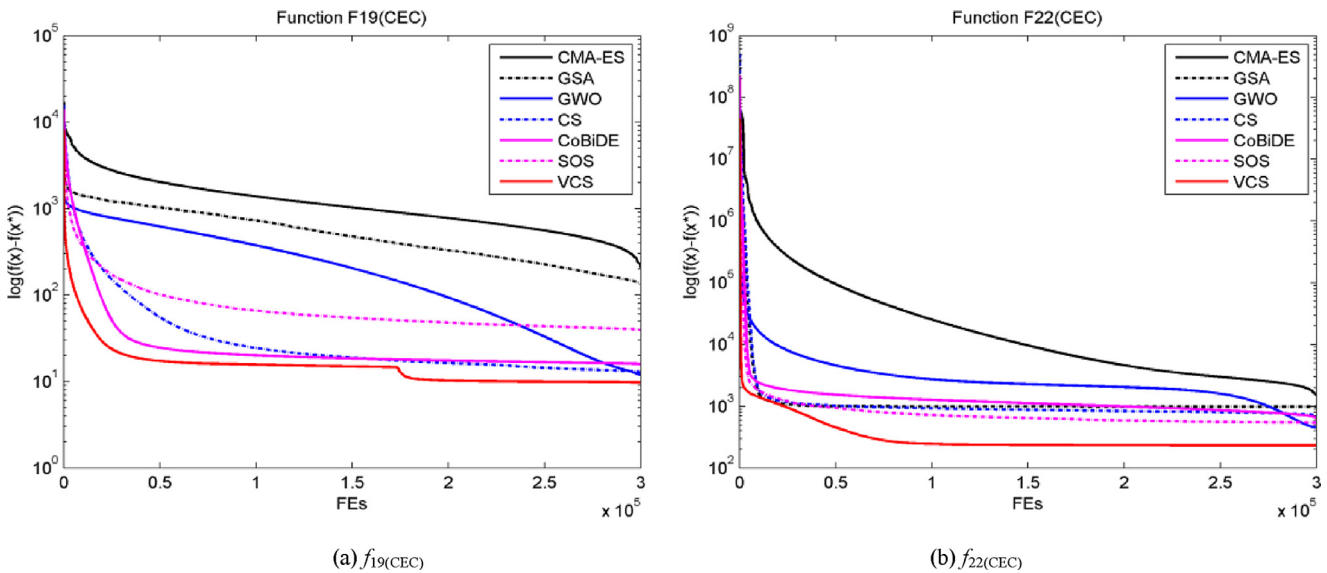 Function F19(CEC)
10^5
10^4
10^3
10^2
10^1
10^0
log(f(x)-f(x*))
CMA-ES
GSA
GWO
CS
CoBiDE
SOS
VCS
0 0.5 1 1.5 2 2.5 3
x 10^5
FEs
(a) f19(CEC)
Function F22(CEC)
10^9
10^8
10^7
10^6
10^5
10^4
10^3
10^2
log(f(x)-f(x*))
CMA-ES
GSA
GWO
CS
CoBiDE
SOS
VCS
0 0.5 1 1.5 2 2.5 3
x 10^5
FEs
(b) f22(CEC)